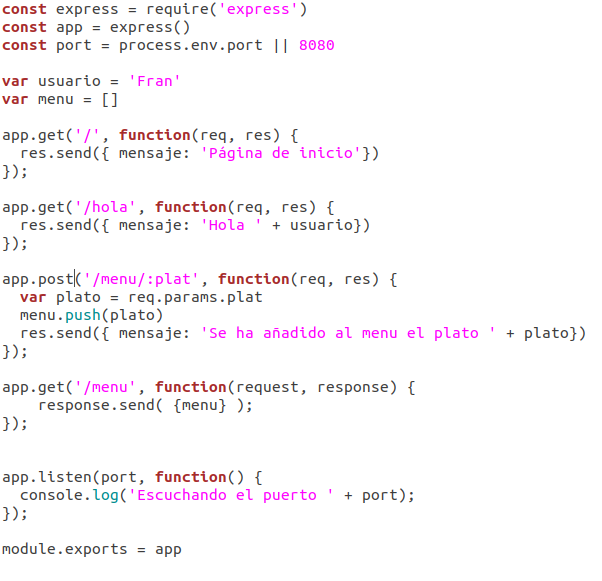 const express = require('express')
const app = express()
const port = process.env.port || 8080

var usuario = 'Fran'
var menu = []

app.get('/', function(req, res) {
  res.send({ mensaje: 'Página de inicio'})
});

app.get('/hola', function(req, res) {
  res.send({ mensaje: 'Hola ' + usuario})
});

app.post('/menu/:plat', function(req, res) {
  var plato = req.params.plat
  menu.push(plato)
  res.send({ mensaje: 'Se ha añadido al menu el plato ' + plato})
});

app.get('/menu', function(request, response) {
    response.send( {menu} );
});


app.listen(port, function() {
  console.log('Escuchando el puerto ' + port);
});

module.exports = app